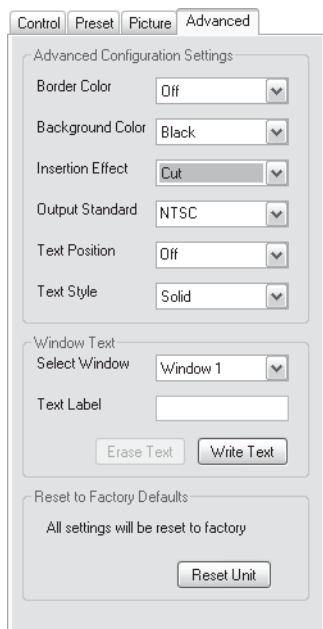 Control Preset Picture Advanced
Advanced Configuration Settings
Border Color Off
Background Color Black
Insertion Effect Cut
Output Standard NTSC
Text Position Off
Text Style Solid
Window Text
Select Window Window 1
Text Label
Erase Text Write Text
Reset to Factory Defaults
All settings will be reset to factory
Reset Unit